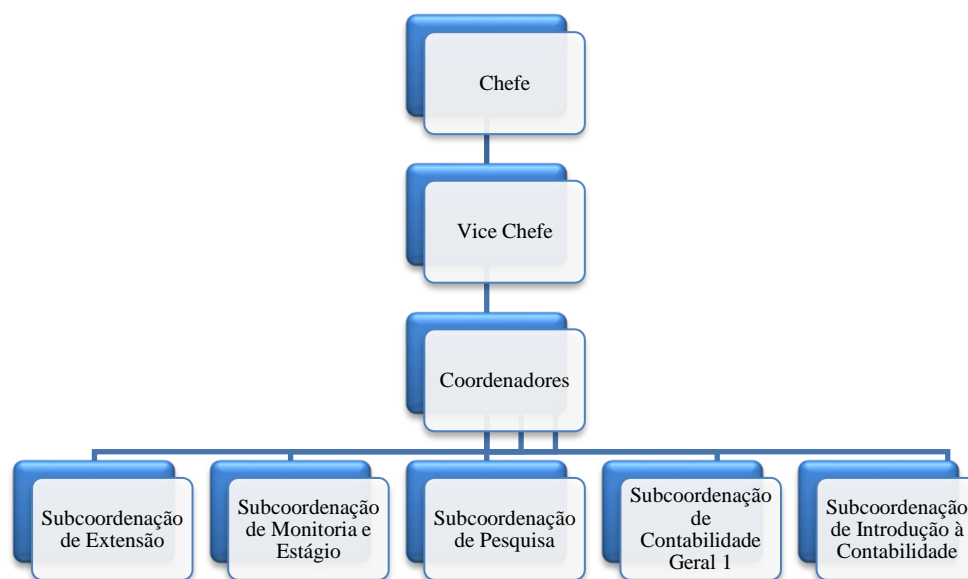 Chefe
Vice Chefe
Coordenadores
Subcoordenação
de Extensão
Subcoordenação
de Monitoria e
Estágio
Subcoordenação
de Pesquisa
Subcoordenação
de
Contabilidade
Geral 1
Subcoordenação
de Introdução à
Contabilidade